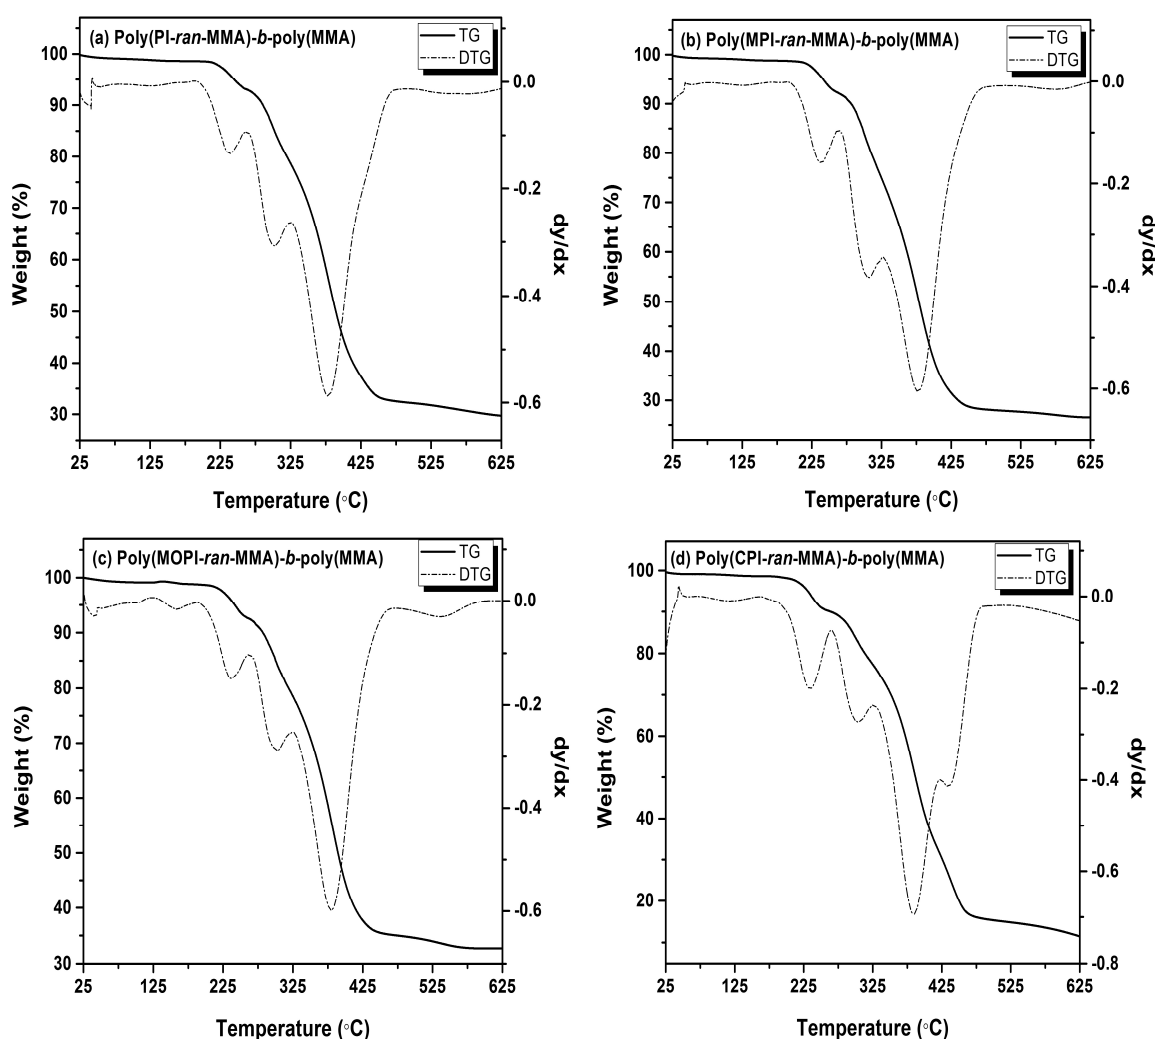 (a) Poly(PI-ran-MMA)-b-poly(MMA)
TG
DTG
100
90
80
70
60
50
40
30
0.0
-0.2
-0.4
-0.6
Weight (%)
dy/dx
25 125 225 325 425 525 625
Temperature (°C)
(b) Poly(MPI-ran-MMA)-b-poly(MMA)
TG
DTG
100
90
80
70
60
50
40
30
0.0
-0.2
-0.4
-0.6
Weight (%)
dy/dx
25 125 225 325 425 525 625
Temperature (°C)
(c) Poly(MOPI-ran-MMA)-b-poly(MMA)
TG
DTG
100
90
80
70
60
50
40
30
0.0
-0.2
-0.4
-0.6
Weight (%)
dy/dx
25 125 225 325 425 525 625
Temperature (°C)
(d) Poly(CPI-ran-MMA)-b-poly(MMA)
TG
DTG
100
80
60
40
20
0.0
-0.2
-0.4
-0.6
-0.8
Weight (%)
dy/dx
25 125 225 325 425 525 625
Temperature (°C)